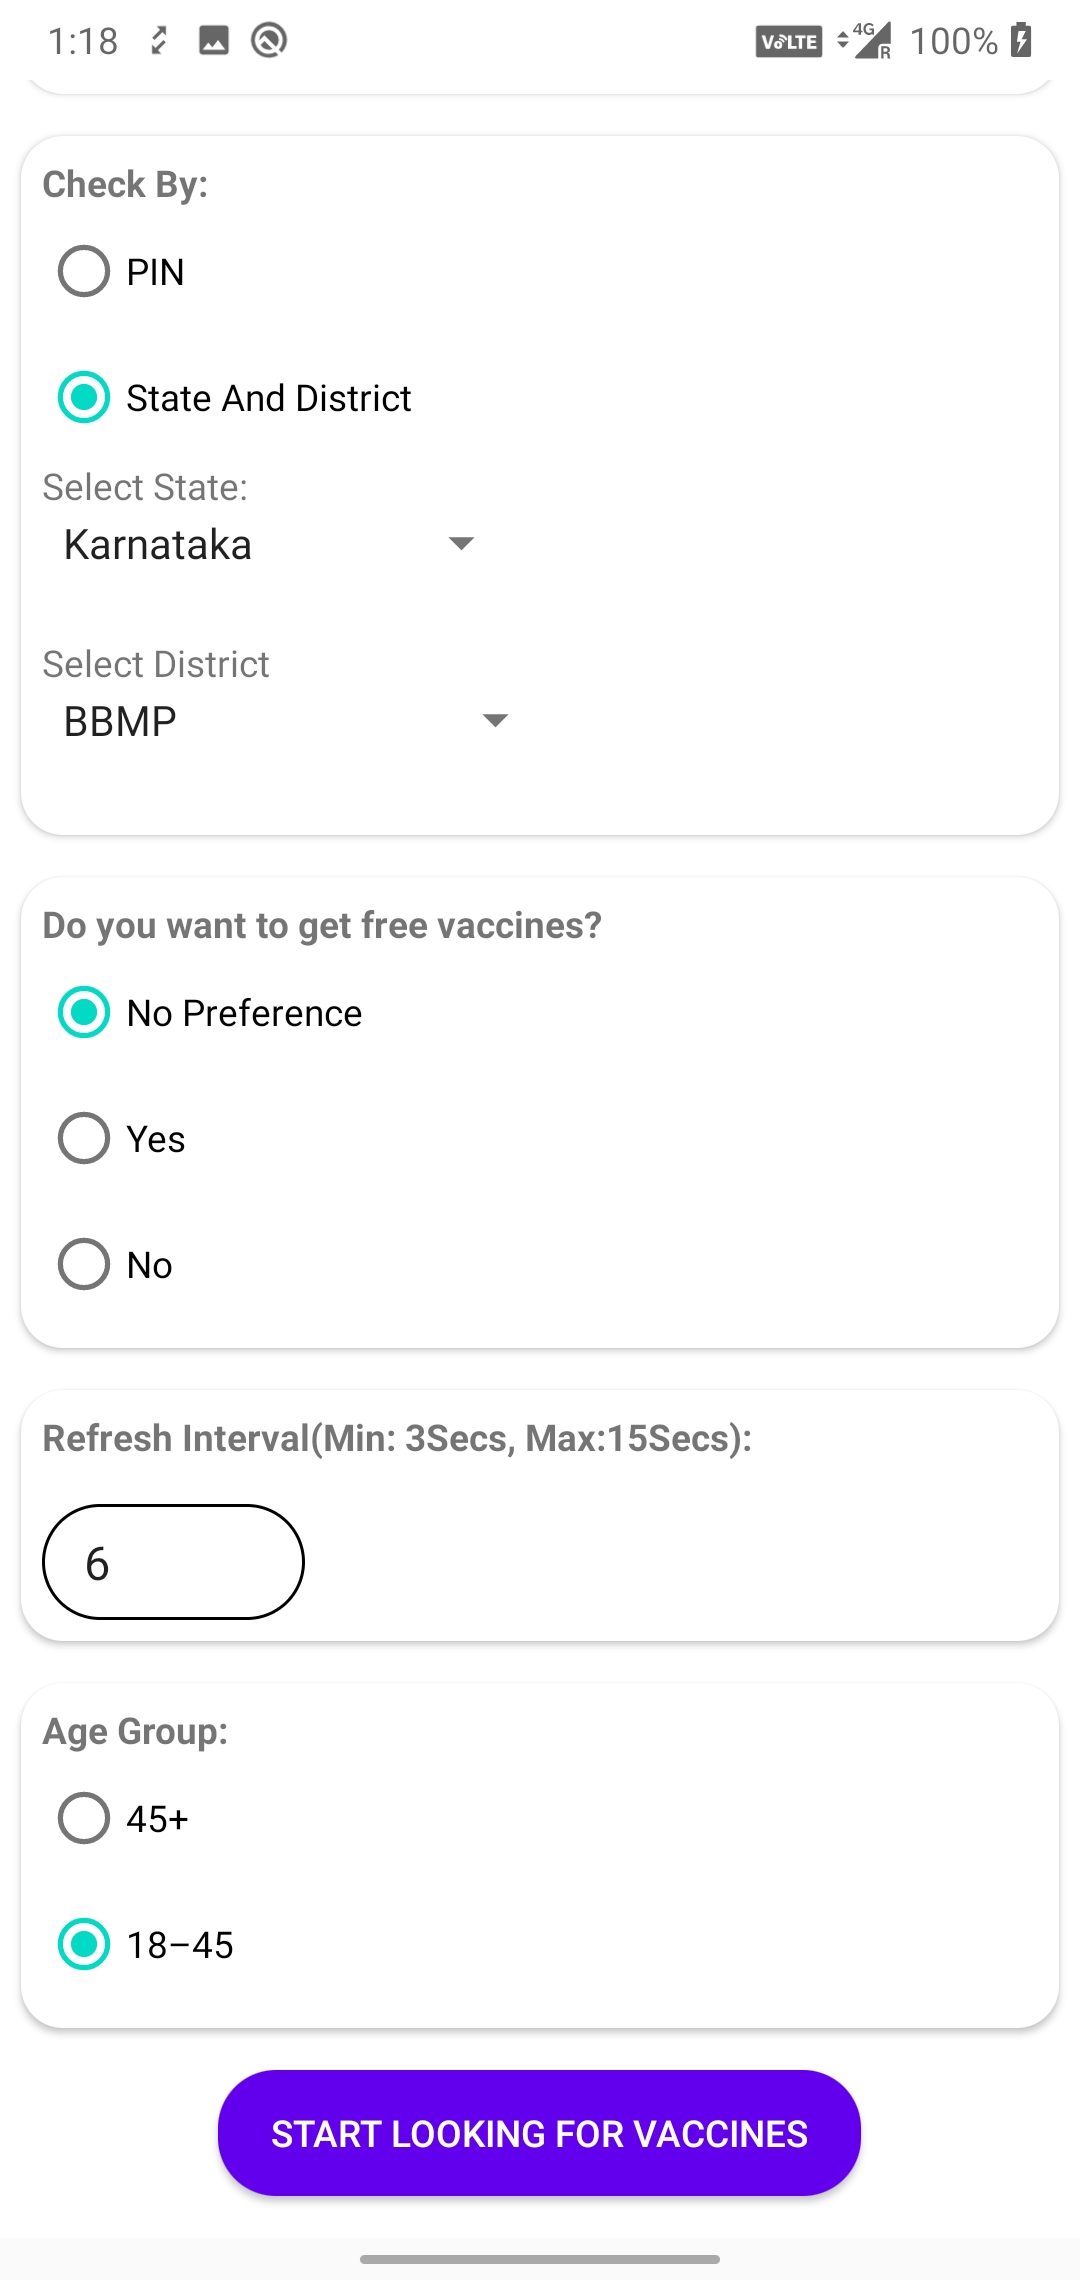 1:18
VoLTE 4G R 100%
Check By:
PIN
State And District
Select State:
Karnataka
Select District
BBMP
Do you want to get free vaccines?
No Preference
Yes
No
Refresh Interval(Min: 3Secs, Max:15Secs):
6
Age Group:
45+
18–45
START LOOKING FOR VACCINES